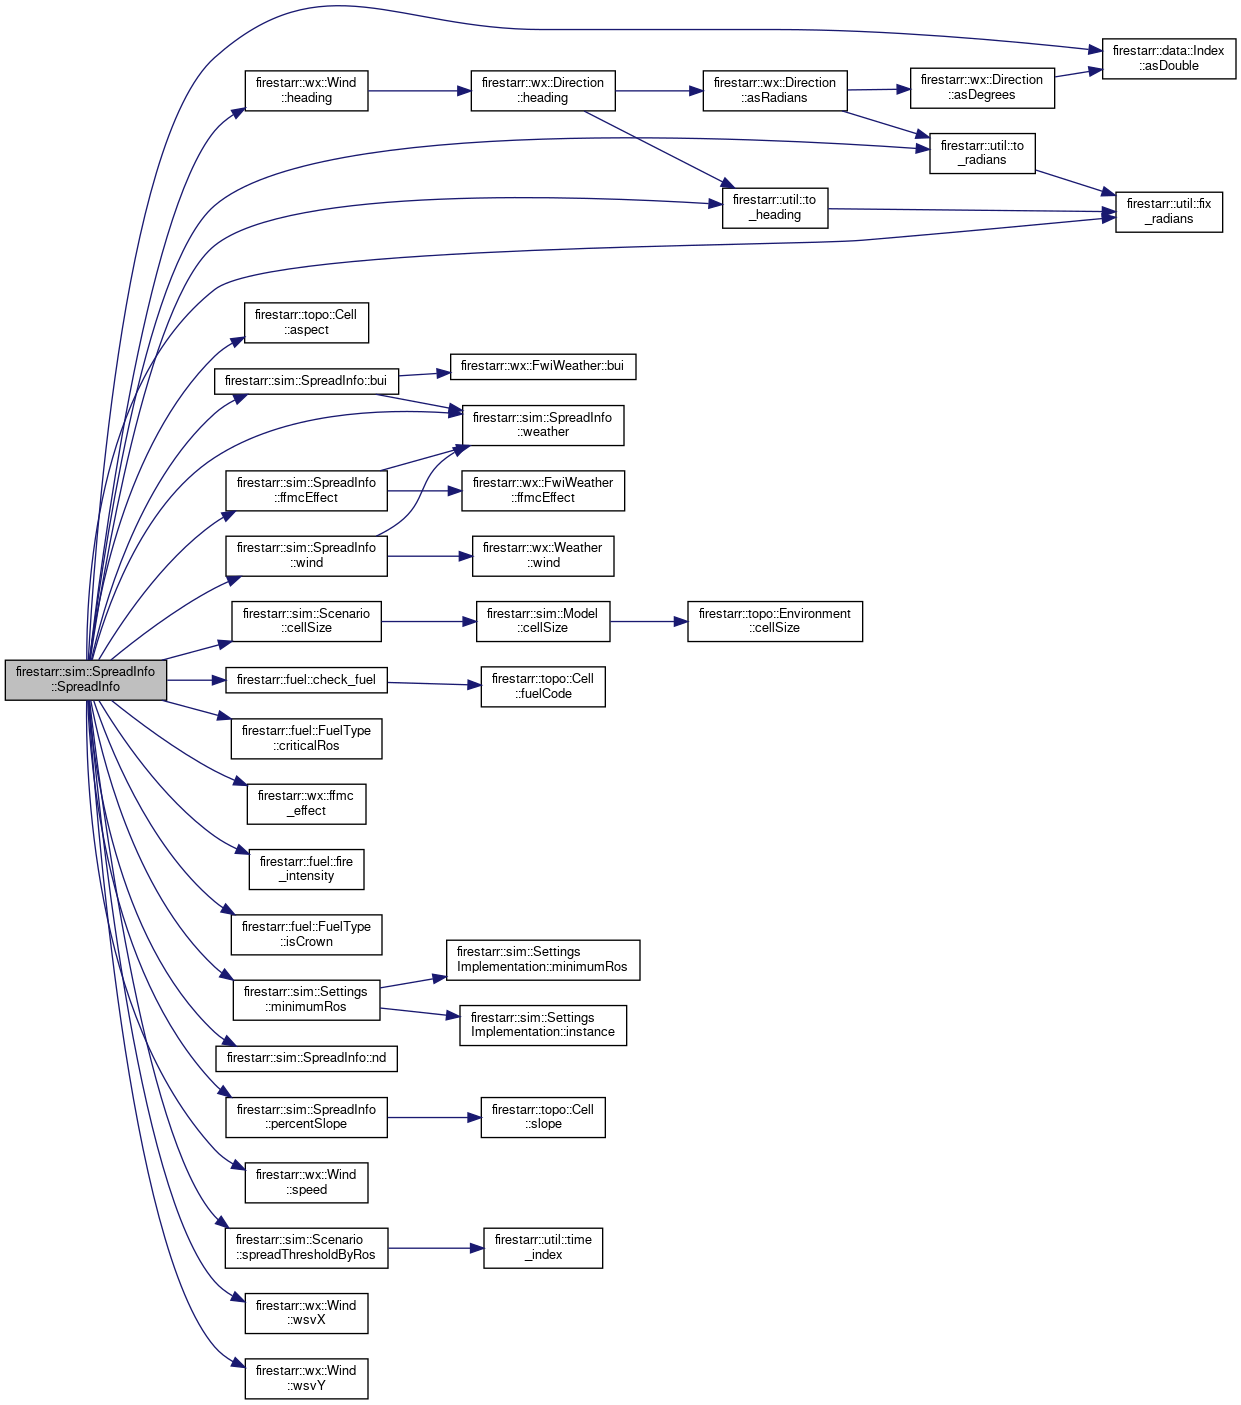 firestarr::data::Index
::asDouble
firestarr::wx::Wind
::heading
firestarr::wx::Direction
::heading
firestarr::wx::Direction
::asRadians
firestarr::wx::Direction
::asDegrees
firestarr::util::to
_radians
firestarr::util::to
_heading
firestarr::util::fix
_radians
firestarr::topo::Cell
::aspect
firestarr::sim::SpreadInfo::bui
firestarr::wx::FwiWeather::bui
firestarr::sim::SpreadInfo
::weather
firestarr::sim::SpreadInfo
::ffmcEffect
firestarr::wx::FwiWeather
::ffmcEffect
firestarr::sim::SpreadInfo
::wind
firestarr::wx::Weather
::wind
firestarr::sim::Scenario
::cellSize
firestarr::sim::Model
::cellSize
firestarr::topo::Environment
::cellSize
firestarr::sim::SpreadInfo
::SpreadInfo
firestarr::fuel::check_fuel
firestarr::topo::Cell
::fuelCode
firestarr::fuel::FuelType
::criticalRos
firestarr::wx::ffmc
_effect
firestarr::fuel::fire
_intensity
firestarr::fuel::FuelType
::isCrown
firestarr::sim::Settings
::minimumRos
firestarr::sim::Settings
Implementation::minimumRos
firestarr::sim::Settings
Implementation::instance
firestarr::sim::SpreadInfo::nd
firestarr::sim::SpreadInfo
::percentSlope
firestarr::topo::Cell
::slope
firestarr::wx::Wind
::speed
firestarr::sim::Scenario
::spreadThresholdByRos
firestarr::util::time
_index
firestarr::wx::Wind
::wsvX
firestarr::wx::Wind
::wsvY